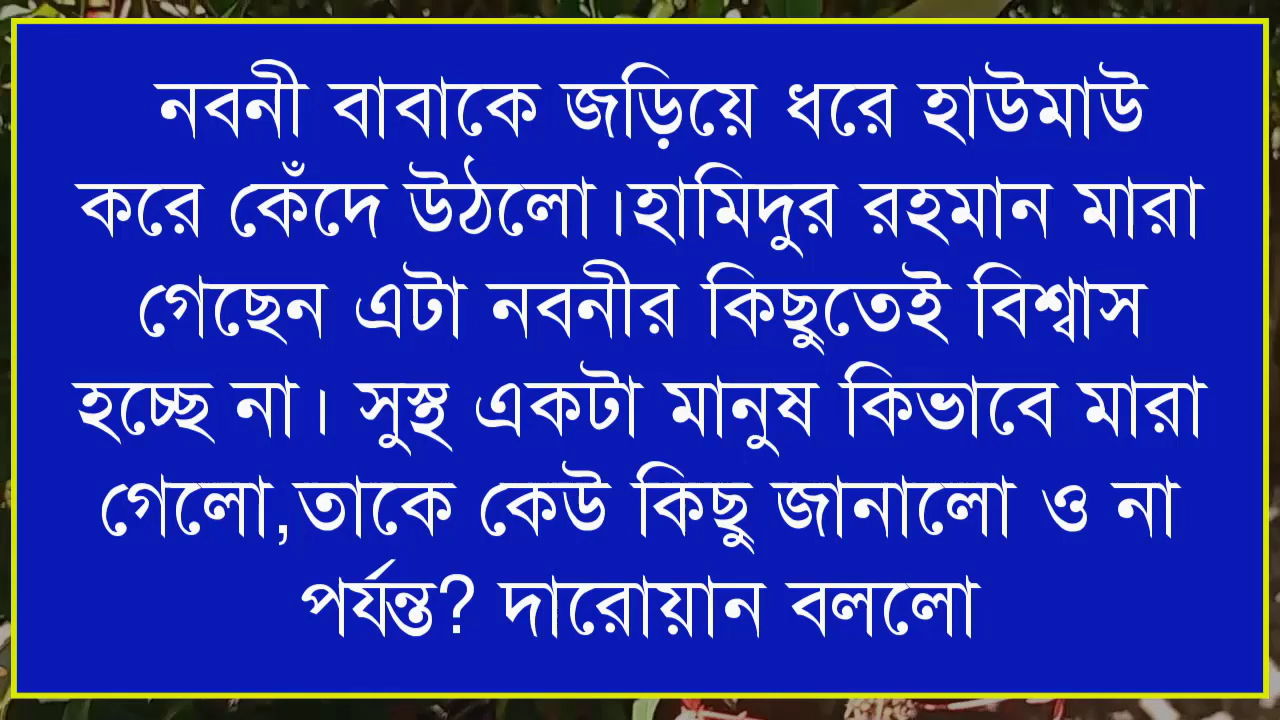 নবনী বাবাকে জড়িয়ে ধরে হাউমাউ
করে কেঁদে উঠলো।হামিদুর রহমান মারা
গেছেন এটা নবনীর কিছুতেই বিশ্বাস
হচ্ছে না। সুস্থ একটা মানুষ কিভাবে মারা
গেলো,তাকে কেউ কিছু জানালো ও না
পর্যন্ত? দারোয়ান বললো